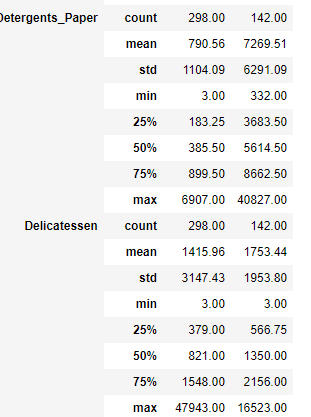 Detergents_Paper count 298.00 142.00
mean 790.56 7269.51
std 1104.09 6291.09
min 3.00 332.00
25% 183.25 3683.50
50% 385.50 5614.50
75% 899.50 8662.50
max 6907.00 40827.00
Delicatessen count 298.00 142.00
mean 1415.96 1753.44
std 3147.43 1953.80
min 3.00 3.00
25% 379.00 566.75
50% 821.00 1350.00
75% 1548.00 2156.00
max 47943.00 16523.00